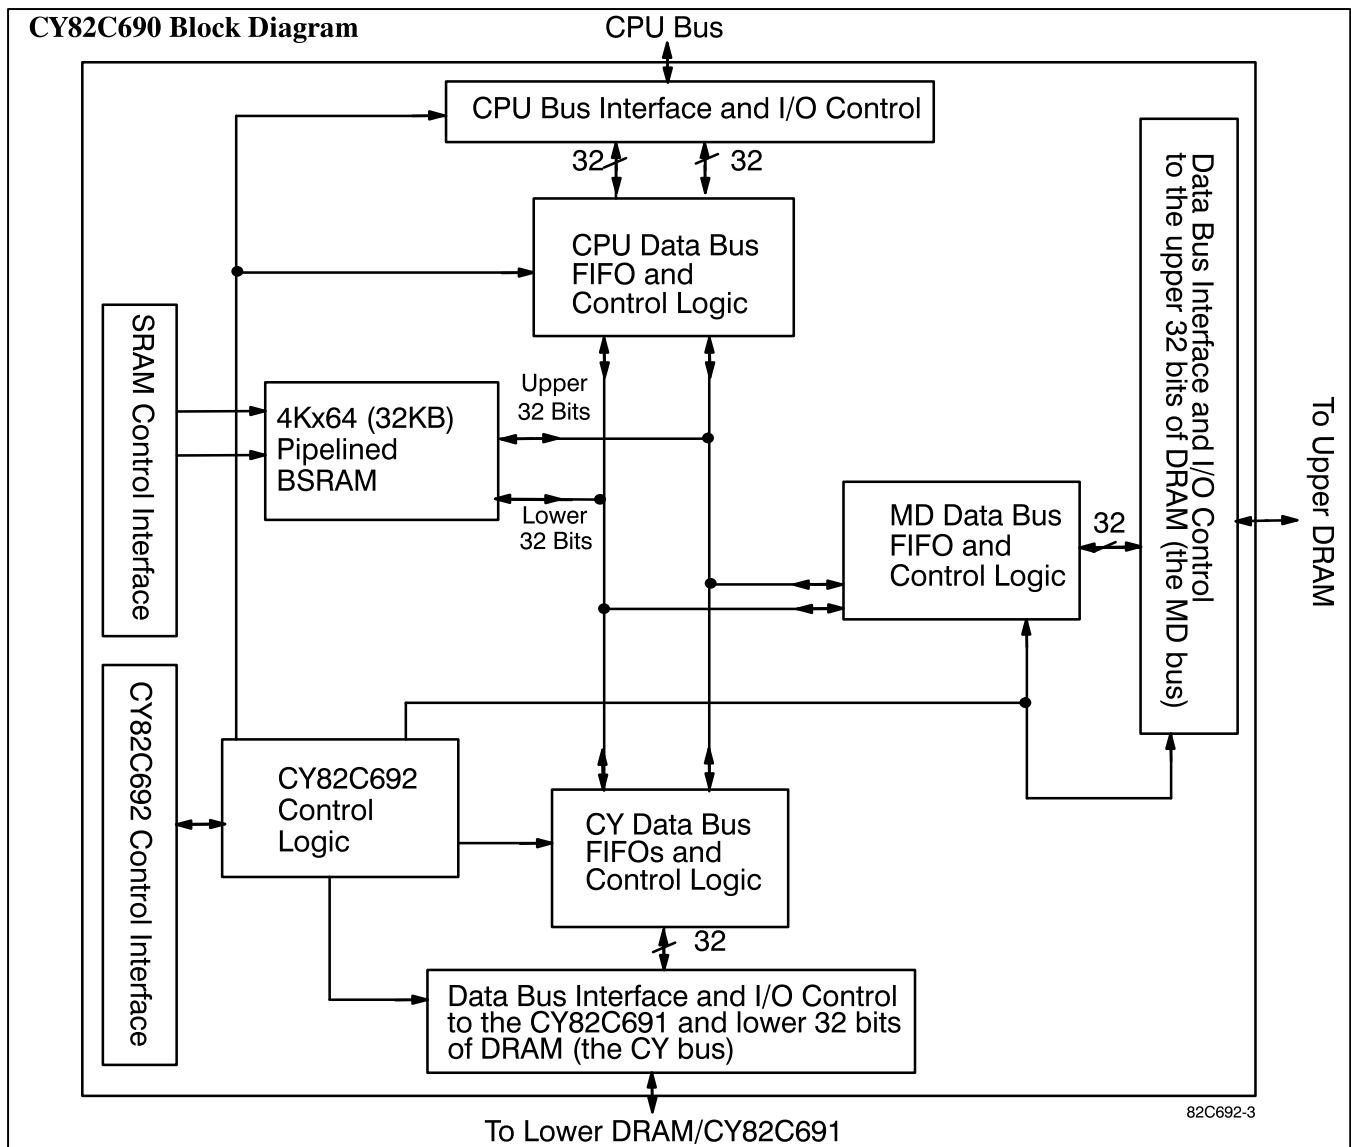 CY82C690 Block Diagram
CPU Bus
CPU Bus Interface and I/O Control
32
32
CPU Data Bus
FIFO and
Control Logic
SRAM Control Interface
4Kx64 (32KB)
Pipelined
BSRAM
Upper
32 Bits
Lower
32 Bits
MD Data Bus
FIFO and
Control Logic
32
Data Bus Interface and I/O Control
to the upper 32 bits of DRAM (the MD bus)
To Upper DRAM
CY82C692 Control Interface
CY82C692
Control
Logic
CY Data Bus
FIFOs and
Control Logic
32
Data Bus Interface and I/O Control
to the CY82C691 and lower 32 bits
of DRAM (the CY bus)
82C692-3
To Lower DRAM/CY82C691